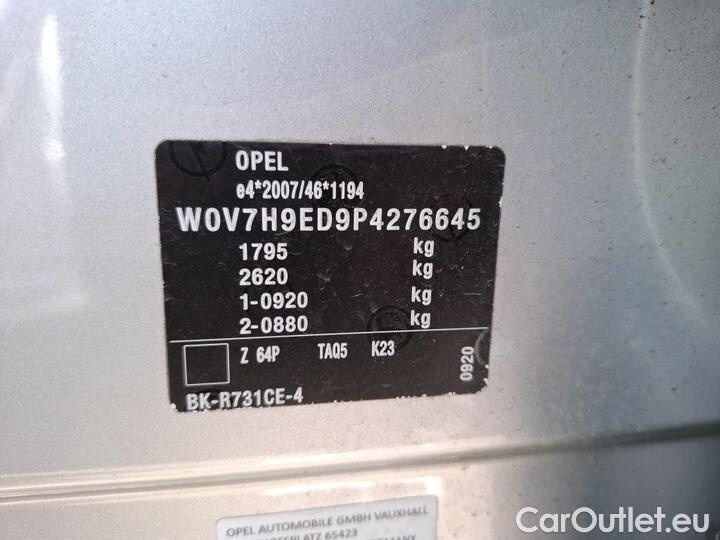 OPEL
e4*2007/46*1194
W0V7H9ED9P4276645
1795 kg
2620 kg
1-0920 kg
2-0880 kg
Z 64P TAQ5 K23
0920
BK-R731CE-4
OPEL AUTOMOBILE GMBH VAUXHALL
65423
CarOutlet.eu